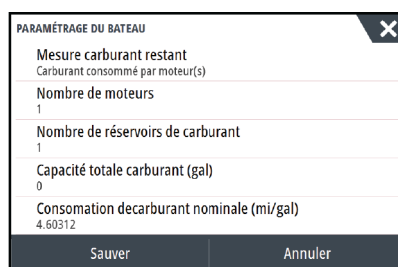 PARAMÉTRAGE DU BATEAU
Mesure carburant restant
Carburant consommé par moteur(s)
Nombre de moteurs
1
Nombre de réservoirs de carburant
1
Capacité totale carburant (gal)
0
Consomation decarburant nominale (mi/gal)
4.60312
Sauver
Annuler